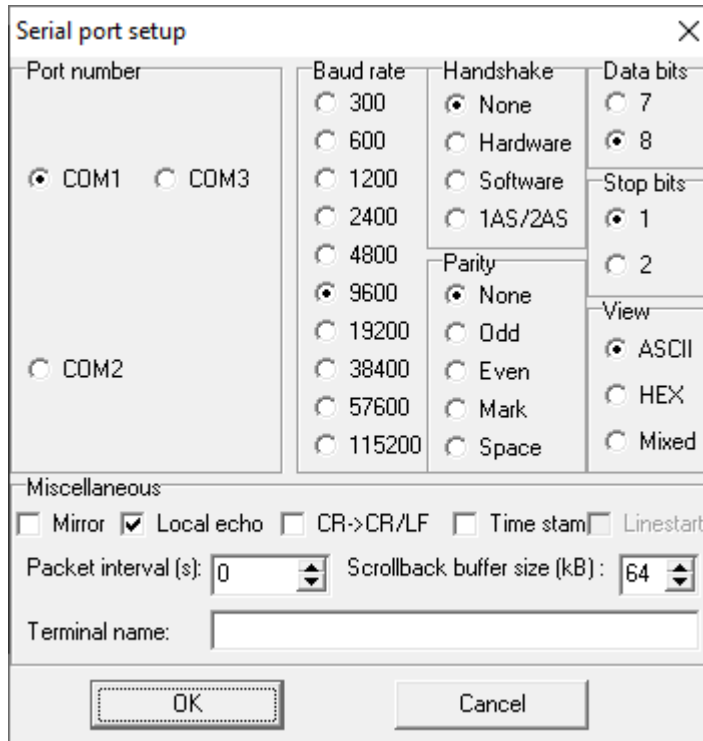 Serial port setup
Port number
COM1 COM3
COM2
Baud rate
300
600
1200
2400
4800
9600
19200
38400
57600
115200
Handshake
None
Hardware
Software
1AS/2AS
Parity
None
Odd
Even
Mark
Space
Data bits
7
8
Stop bits
1
2
View
ASCII
HEX
Mixed
Miscellaneous
Mirror Local echo CR->CR/LF Time stam Linestart
Packet interval (s): 0 Scrollback buffer size (kB) : 64
Terminal name:
OK Cancel